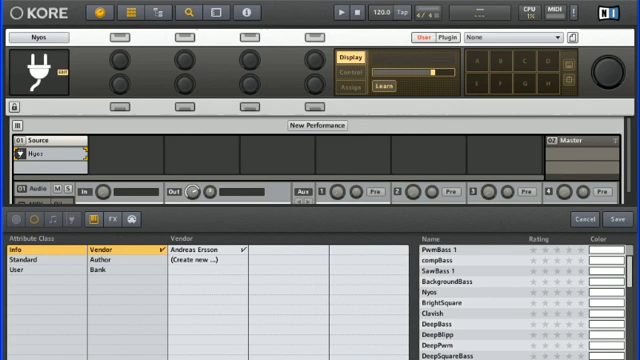 KORE 120.0 Tap 4 / 4 --- CPU 1% MIDI
Nyos User Plugin None
EDIT Display A B C D
Control
Assign Learn E F G H
New Performance
01 Source 02 Master
Nyos
01 Audio M S In Out Aux 1 Pre 2 Pre 3 Pre 4 Pre
FX Cancel Save
Attribute Class Vendor Name Rating Color
Info Vendor Andreas Ersson PwmBass 1
Standard Author (Create new ...) compBass
User Bank SawBass 1
BackgroundBass
Nyos
BrightSquare
Clavish
DeepBass
DeepBlipp
DeepPwm
DeepSquareBass